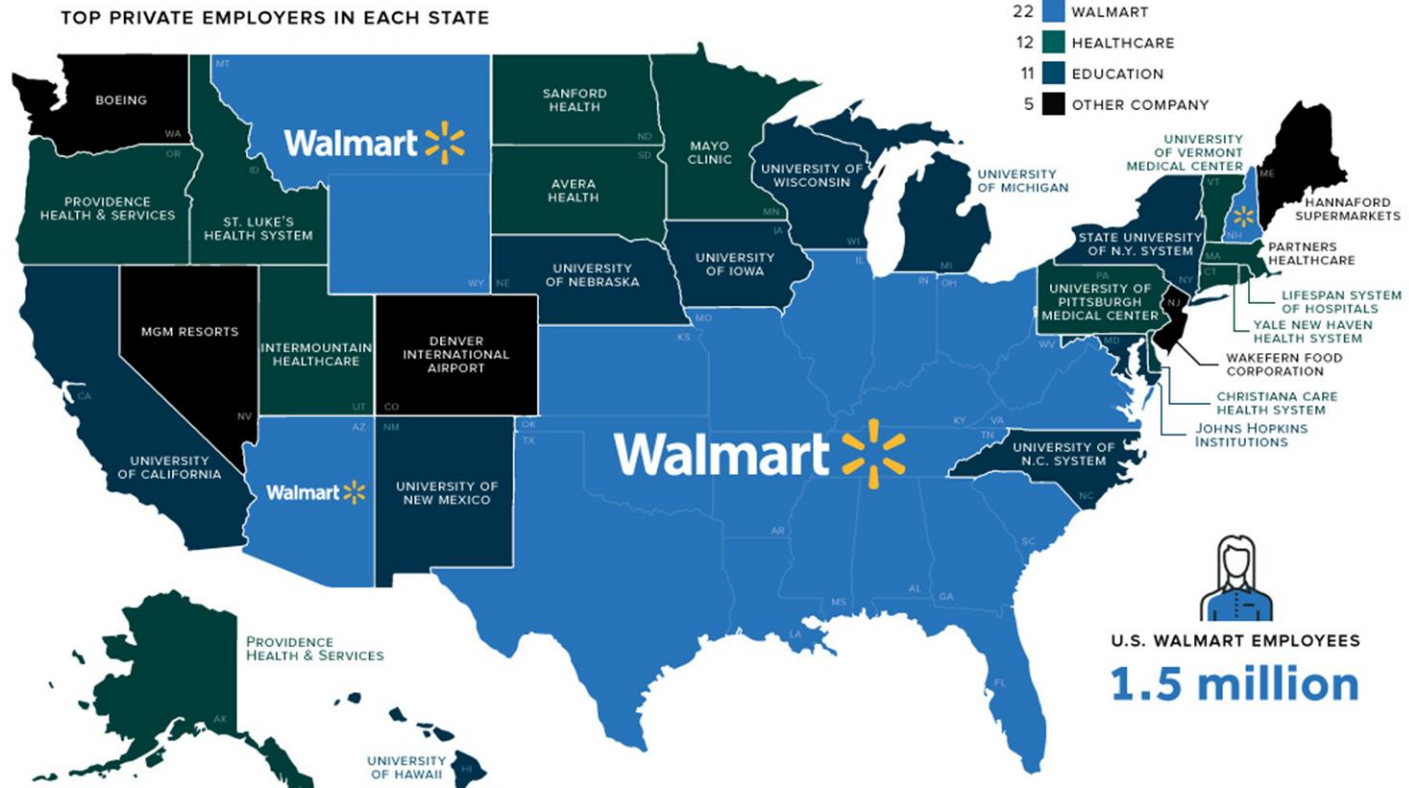 TOP PRIVATE EMPLOYERS IN EACH STATE
22 WALMART
12 HEALTHCARE
11 EDUCATION
5 OTHER COMPANY
BOEING
WA
OR
PROVIDENCE
HEALTH & SERVICES
ID
ST. LUKE'S
HEALTH SYSTEM
MT
Walmart
WY
SANFORD
HEALTH
ND
SD
AVERA
HEALTH
MAYO
CLINIC
MN
UNIVERSITY OF
WISCONSIN
WI
UNIVERSITY
OF MICHIGAN
MI
UNIVERSITY
OF VERMONT
MEDICAL CENTER
VT
NH
ME
HANNAFORD
SUPERMARKETS
STATE UNIVERSITY
OF N.Y. SYSTEM
NY
MA
PARTNERS
HEALTHCARE
CT
LIFESPAN SYSTEM
OF HOSPITALS
YALE NEW HAVEN
HEALTH SYSTEM
PA
UNIVERSITY OF
PITTSBURGH
MEDICAL CENTER
NJ
WAKEFERN FOOD
CORPORATION
CHRISTIANA CARE
HEALTH SYSTEM
JOHNS HOPKINS
INSTITUTIONS
MD
NE
UNIVERSITY
OF NEBRASKA
IA
UNIVERSITY
OF IOWA
MGM RESORTS
NV
INTERMOUNTAIN
HEALTHCARE
UT
DENVER
INTERNATIONAL
AIRPORT
CO
CA
UNIVERSITY
OF CALIFORNIA
AZ
Walmart
NM
UNIVERSITY OF
NEW MEXICO
KS
MO
IL
IN
OH
WV
KY
VA
OK
TX
Walmart
TN
UNIVERSITY OF
N.C. SYSTEM
NC
AR
SC
MS
AL
GA
LA
FL
PROVIDENCE
HEALTH & SERVICES
AK
UNIVERSITY
OF HAWAII
HI
U.S. WALMART EMPLOYEES
1.5 million